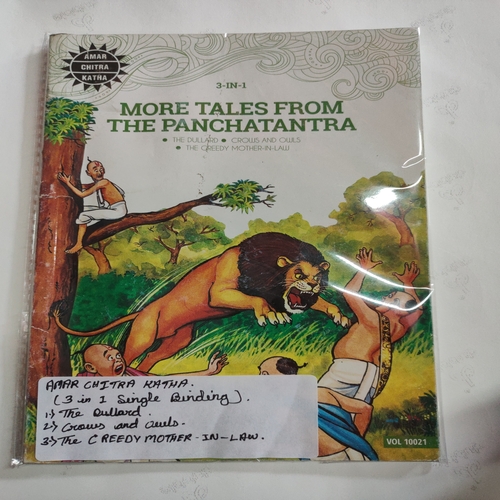 AMAR
CHITRA
KATHA
3-IN-1
MORE TALES FROM
THE PANCHATANTRA
• THE DULLARD • CROWS AND OWLS
• THE GREEDY MOTHER-IN-LAW
AMAR CHITRA KATHA.
(3 in 1 Single Binding).
1) The Dullard.
2) Crows and owls.
3) The GREEDY MOTHER-IN-LAW.
VOL 10021